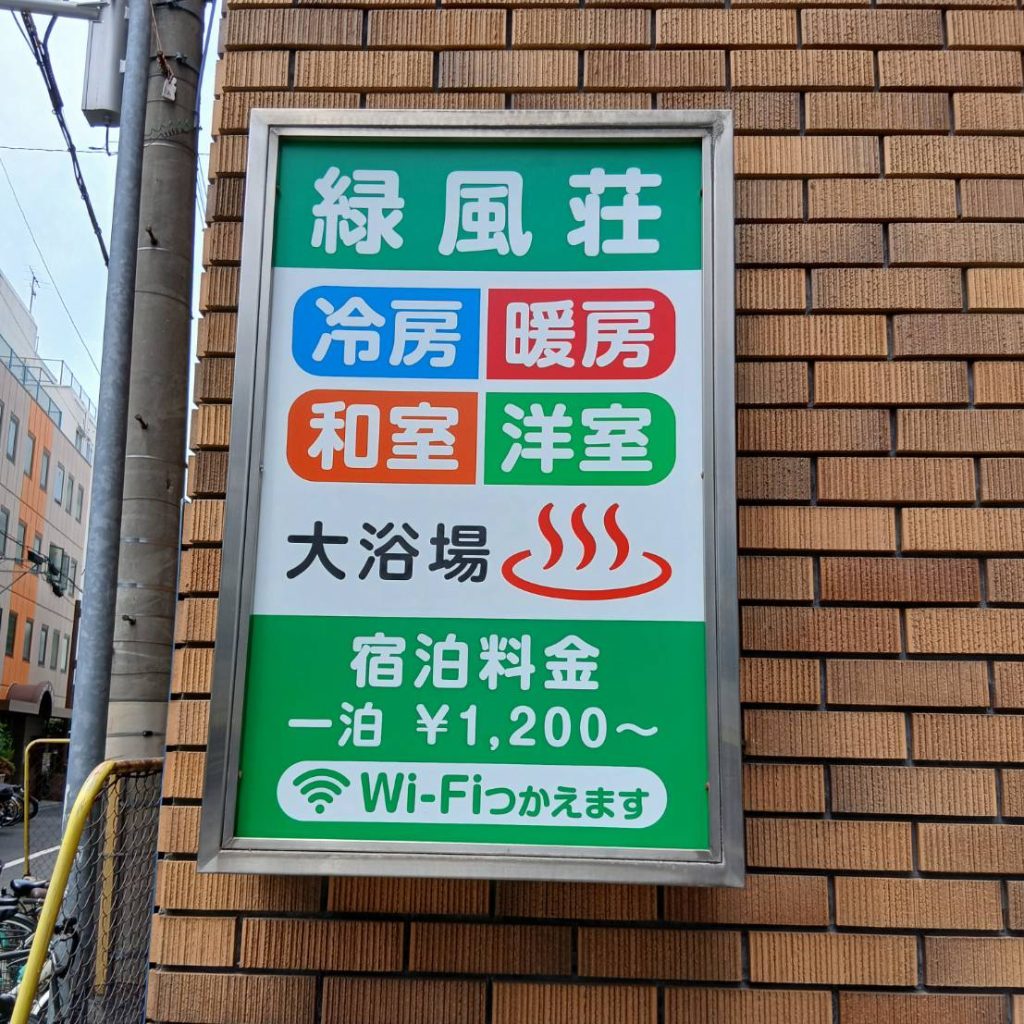 緑風荘
冷房 暖房
和室 洋室
大浴場
宿泊料金
一泊 ¥1,200～
Wi-Fiつかえます